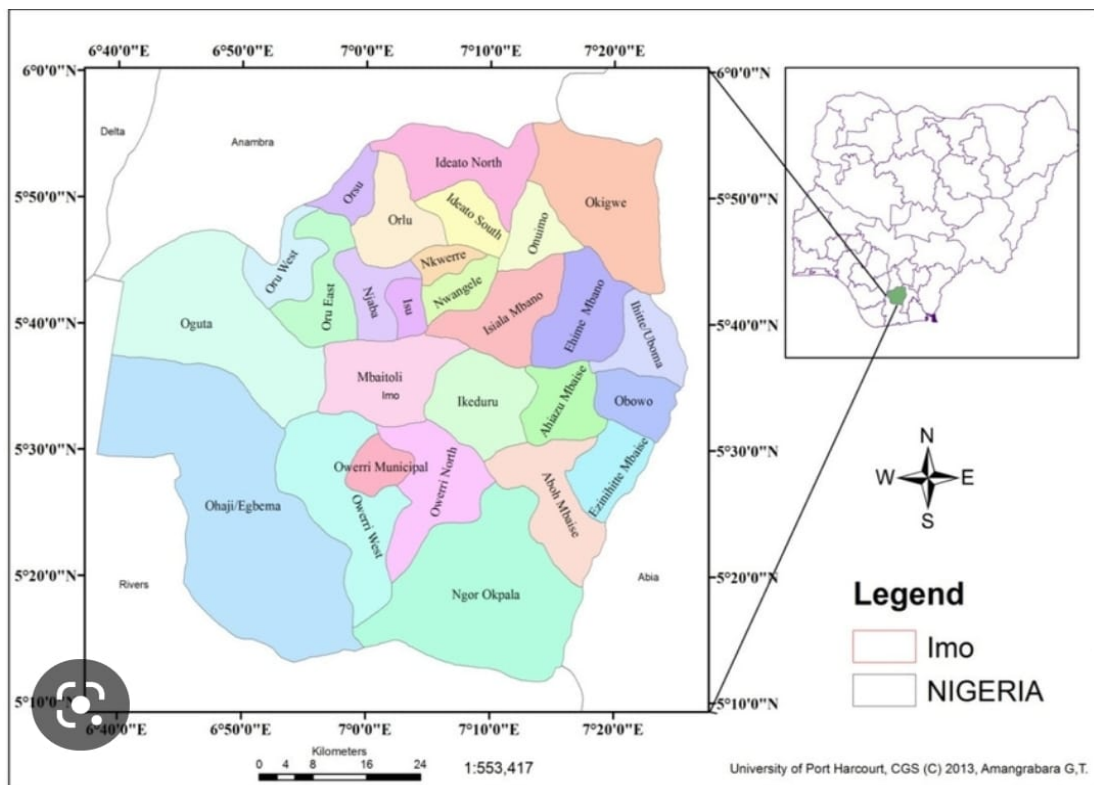 6°40'0"E 6°50'0"E 7°0'0"E 7°10'0"E 7°20'0"E
6°0'0"N
6°0'0"N
Delta
Anambra
Ideato North
Orsu
Okigwe
5°50'0"N
5°50'0"N
Orlu
Ideato South
Onuimo
Nkwerre
Oru West
Oru East
Njaba
Isu
Nwangele
Isiala Mbano
Ehime Mbano
Ihitte/Uboma
Oguta
5°40'0"N
5°40'0"N
Mbaitoli
Imo
Ikeduru
Ahiazu Mbaise
Obowo
5°30'0"N
5°30'0"N
Owerri Municipal
Owerri North
Ezinihitte Mbaise
Aboh Mbaise
Ohaji/Egbema
Owerri West
5°20'0"N
5°20'0"N
Rivers
Ngor Okpala
Abia
5°10'0"N
5°10'0"N
6°40'0"E 6°50'0"E 7°0'0"E 7°10'0"E 7°20'0"E
Kilometers
0 4 8 16 24
1:553,417
N
W E
S
Legend
Imo
NIGERIA
University of Port Harcourt, CGS (C) 2013, Amangrabara G,T.